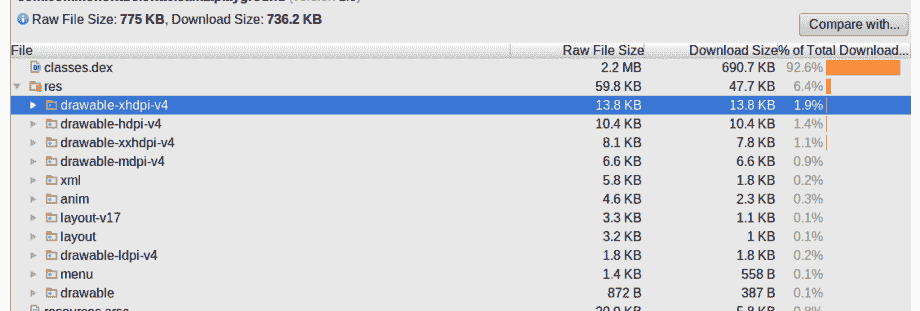 Raw File Size: 775 KB, Download Size: 736.2 KB
Compare with...
File Raw File Size Download Size % of Total Download...
classes.dex 2.2 MB 690.7 KB 92.6%
res 59.8 KB 47.7 KB 6.4%
drawable-xhdpi-v4 13.8 KB 13.8 KB 1.9%
drawable-hdpi-v4 10.4 KB 10.4 KB 1.4%
drawable-xxhdpi-v4 8.1 KB 7.8 KB 1.1%
drawable-mdpi-v4 6.6 KB 6.6 KB 0.9%
xml 5.8 KB 1.8 KB 0.2%
anim 4.6 KB 2.3 KB 0.3%
layout-v17 3.3 KB 1.1 KB 0.1%
layout 3.2 KB 1 KB 0.1%
drawable-ldpi-v4 1.8 KB 1.8 KB 0.2%
menu 1.4 KB 558 B 0.1%
drawable 872 B 387 B 0.1%